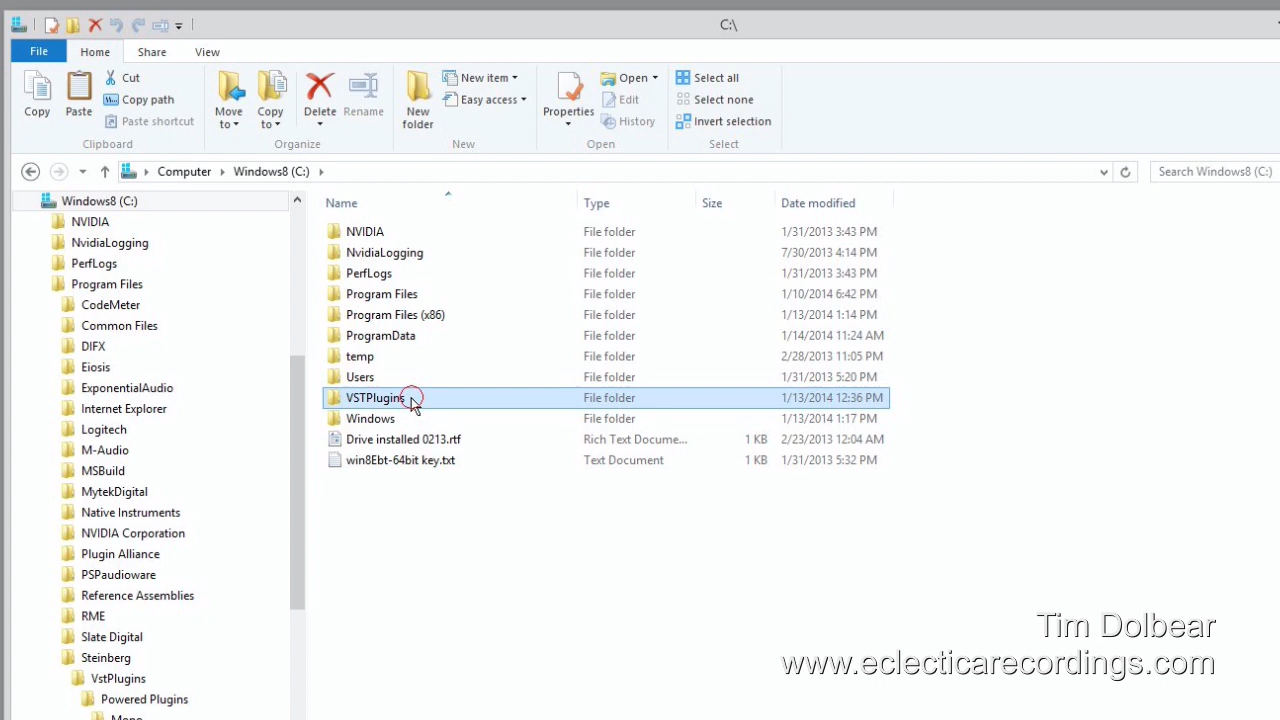 C:\
File Home Share View
Copy
Paste
Cut
Copy path
Paste shortcut
Clipboard
Move to
Copy to
Delete
Rename
Organize
New folder
New item
Easy access
New
Properties
Open
Edit
History
Open
Select all
Select none
Invert selection
Select
Computer Windows8 (C:)
Search Windows8 (C:)
Windows8 (C:)
NVIDIA
NvidiaLogging
PerfLogs
Program Files
CodeMeter
Common Files
DIFX
Eiosis
ExponentialAudio
Internet Explorer
Logitech
M-Audio
MSBuild
MytekDigital
Native Instruments
NVIDIA Corporation
Plugin Alliance
PSPaudioware
Reference Assemblies
RME
Slate Digital
Steinberg
VstPlugins
Powered Plugins
Mono
Name Type Size Date modified
NVIDIA File folder 1/31/2013 3:43 PM
NvidiaLogging File folder 7/30/2013 4:14 PM
PerfLogs File folder 1/31/2013 3:43 PM
Program Files File folder 1/10/2014 6:42 PM
Program Files (x86) File folder 1/13/2014 1:14 PM
ProgramData File folder 1/14/2014 11:24 AM
temp File folder 2/28/2013 11:05 PM
Users File folder 1/31/2013 5:20 PM
VSTPlugins File folder 1/13/2014 12:36 PM
Windows File folder 1/13/2014 1:17 PM
Drive installed 0213.rtf Rich Text Docume... 1 KB 2/23/2013 12:04 AM
win8Ebt-64bit key.txt Text Document 1 KB 1/31/2013 5:32 PM
Tim Dolbear
www.eclecticarecordings.com